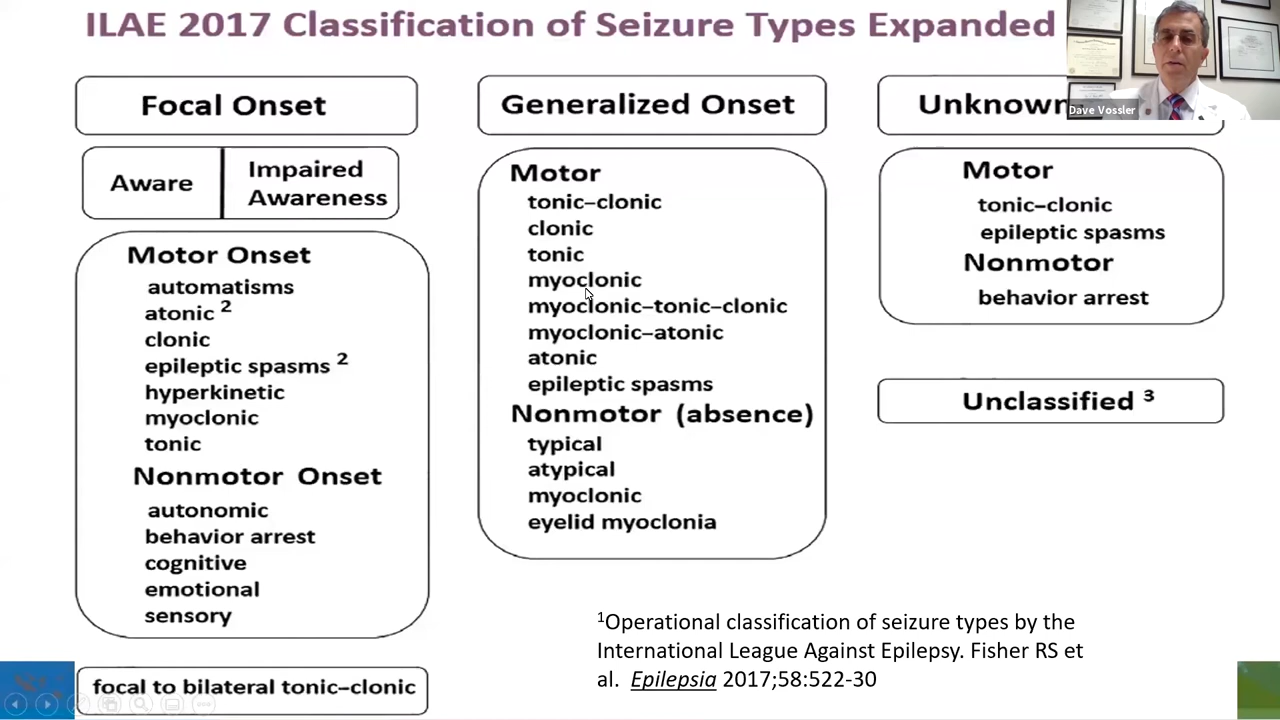 ILAE 2017 Classification of Seizure Types Expanded
Dave Vossler
Focal Onset
Aware
Impaired
Awareness
Motor Onset
automatisms
atonic 2
clonic
epileptic spasms 2
hyperkinetic
myoclonic
tonic
Nonmotor Onset
autonomic
behavior arrest
cognitive
emotional
sensory
focal to bilateral tonic–clonic
Generalized Onset
Motor
tonic–clonic
clonic
tonic
myoclonic
myoclonic–tonic–clonic
myoclonic–atonic
atonic
epileptic spasms
Nonmotor (absence)
typical
atypical
myoclonic
eyelid myoclonia
Unknown
Motor
tonic–clonic
epileptic spasms
Nonmotor
behavior arrest
Unclassified 3
1Operational classification of seizure types by the
International League Against Epilepsy. Fisher RS et
al. Epilepsia 2017;58:522-30